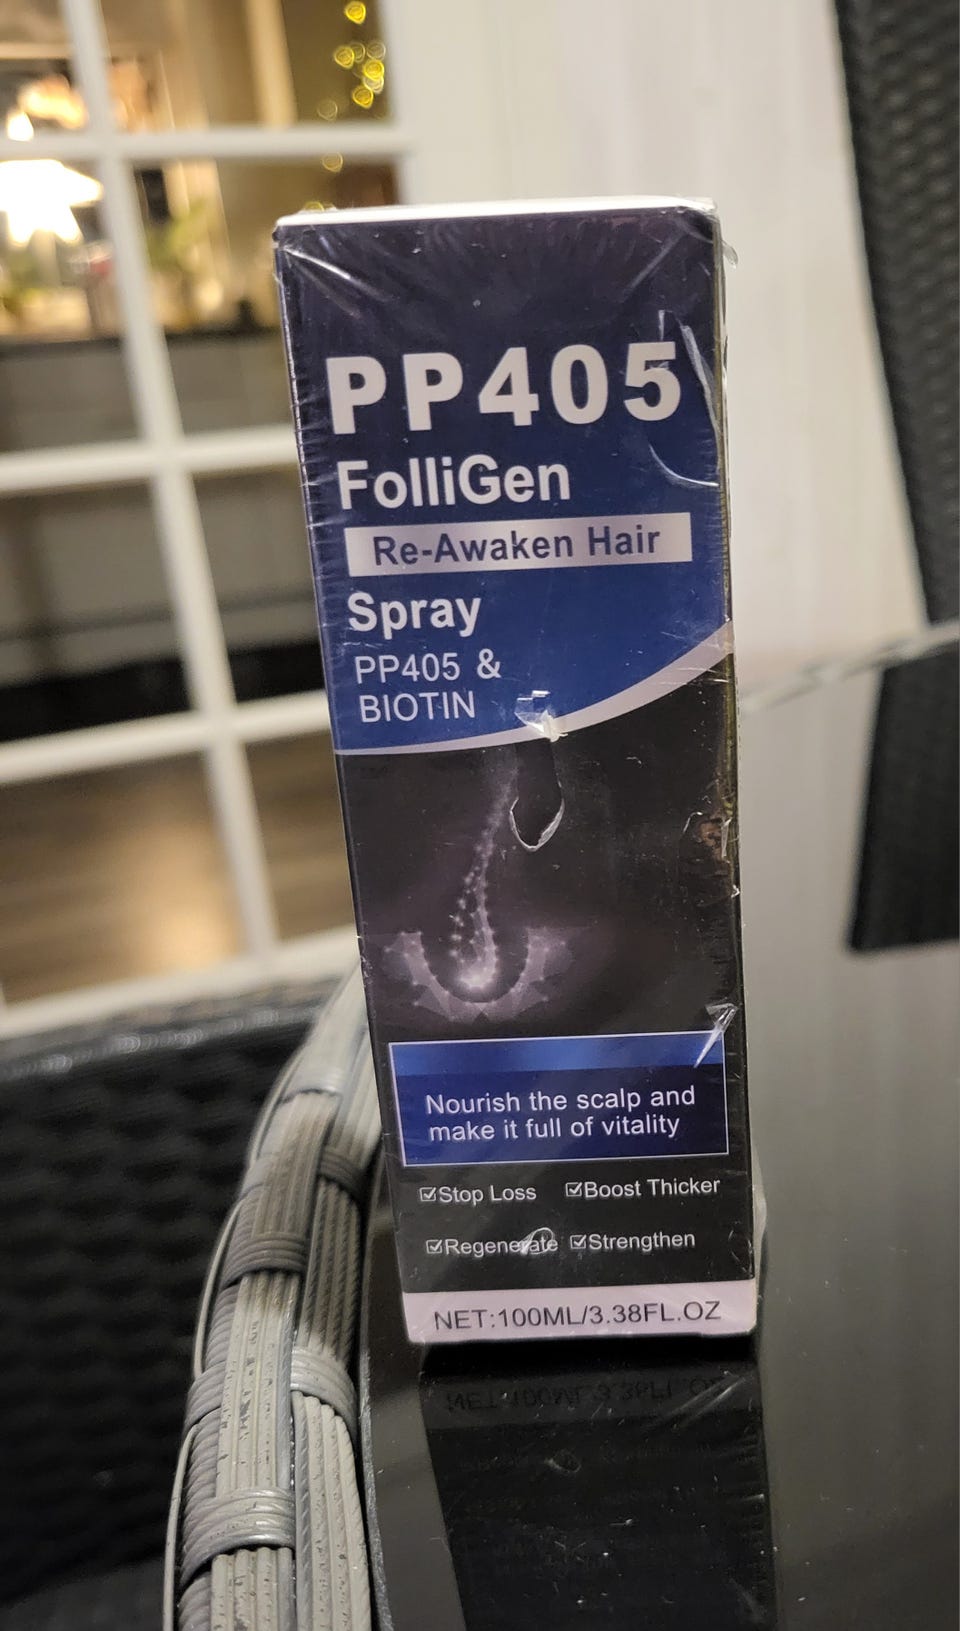 PP405
FolliGen
Re-Awaken Hair
Spray
PP405 &
BIOTIN
Nourish the scalp and
make it full of vitality
☑Stop Loss ☑Boost Thicker
☑Regenerate ☑Strengthen
NET:100ML/3.38FL.OZ